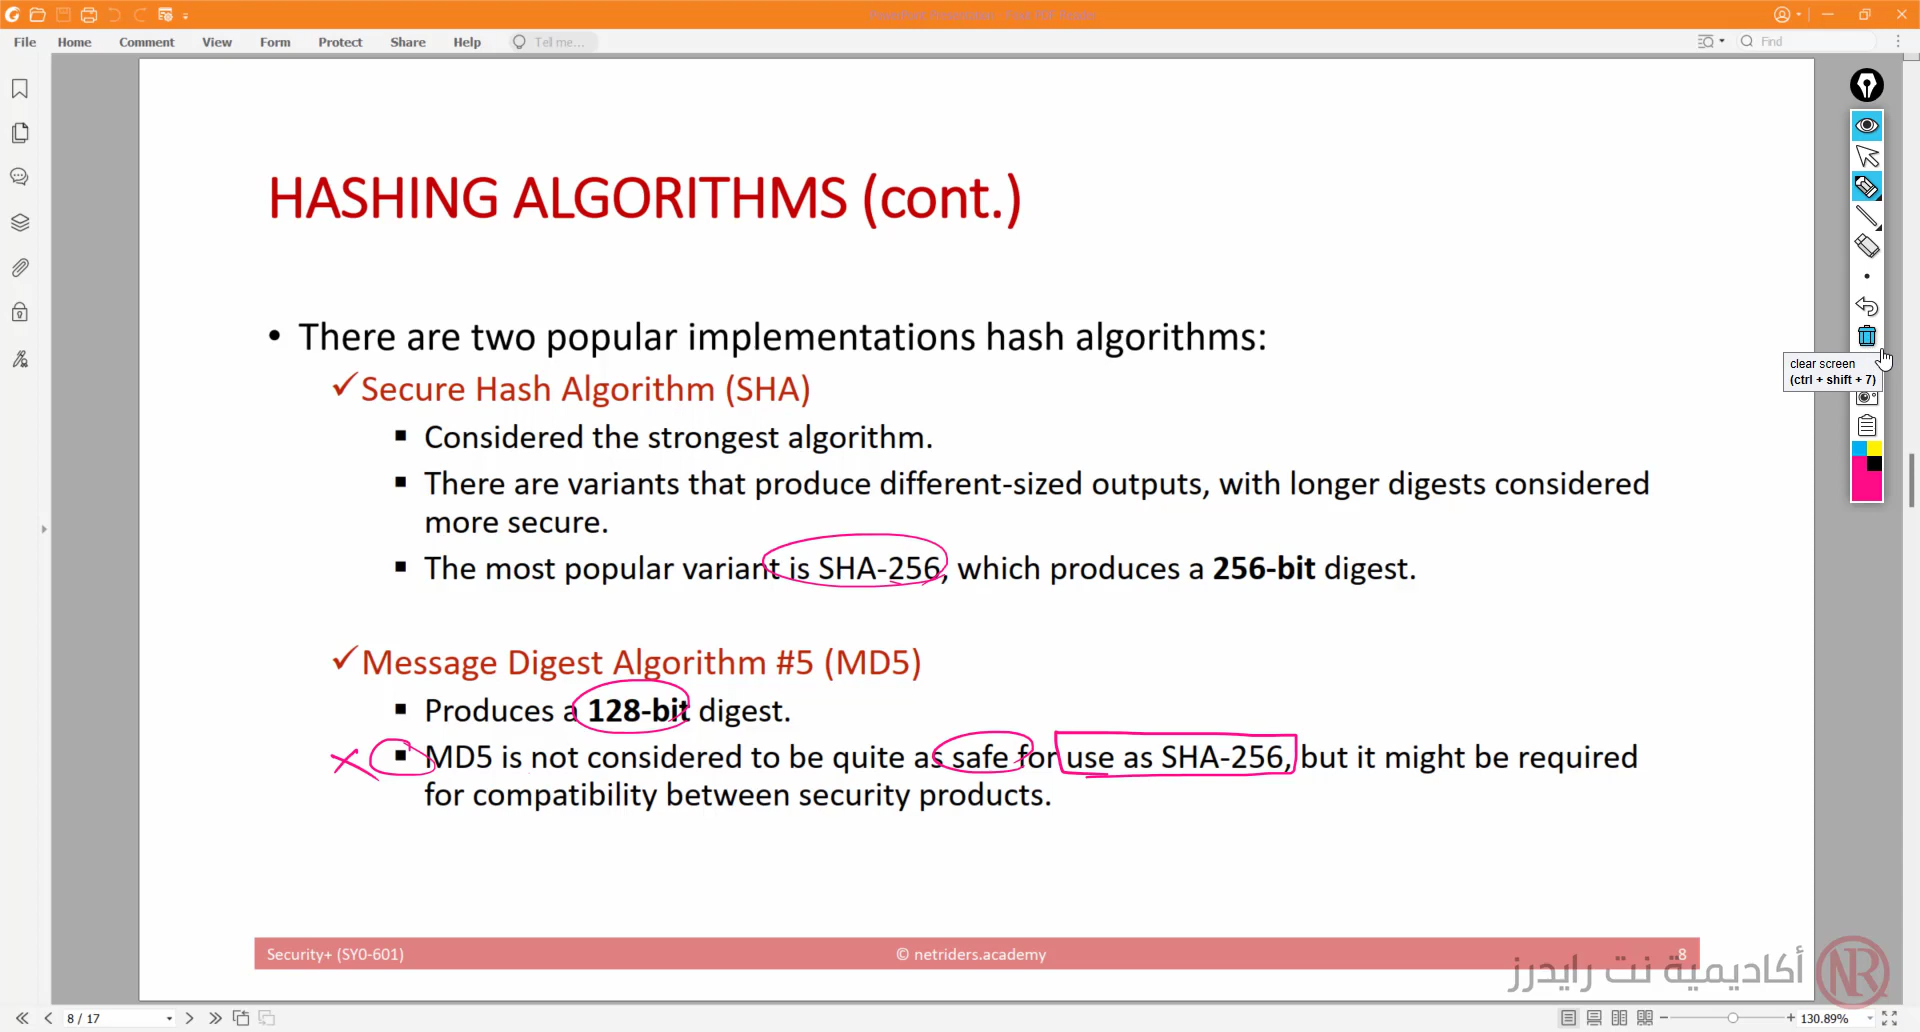 File Home Comment View Form Protect Share Help Tell me... Find
HASHING ALGORITHMS (cont.)
clear screen
(ctrl + shift + 7)
• There are two popular implementations hash algorithms:
✓Secure Hash Algorithm (SHA)
▪ Considered the strongest algorithm.
▪ There are variants that produce different-sized outputs, with longer digests considered
more secure.
▪ The most popular variant is SHA-256, which produces a 256-bit digest.
✓Message Digest Algorithm #5 (MD5)
▪ Produces a 128-bit digest.
▪ MD5 is not considered to be quite as safe for use as SHA-256, but it might be required
for compatibility between security products.
Security+ (SY0-601) © netriders.academy 8
أكاديمية نت رايدرز NR
8 / 17 130.89%